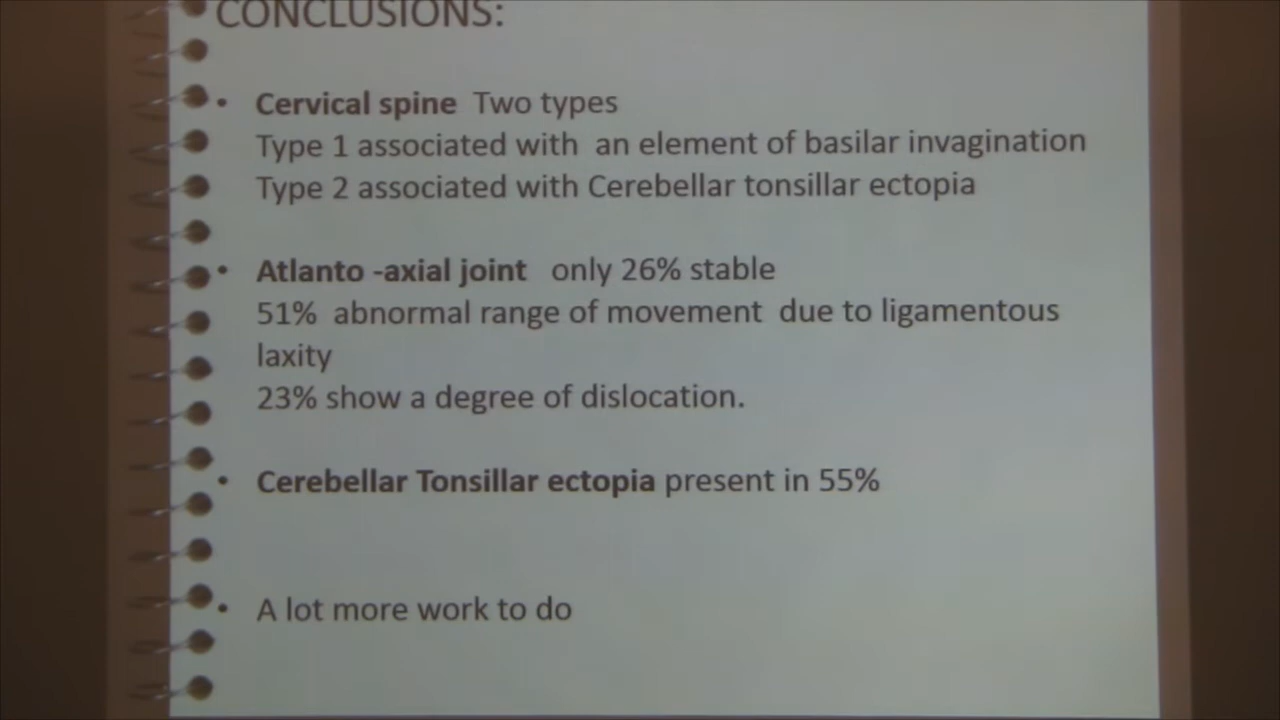 CONCLUSIONS:
• Cervical spine Two types
Type 1 associated with an element of basilar invagination
Type 2 associated with Cerebellar tonsillar ectopia
• Atlanto -axial joint only 26% stable
51% abnormal range of movement due to ligamentous
laxity
23% show a degree of dislocation.
• Cerebellar Tonsillar ectopia present in 55%
• A lot more work to do